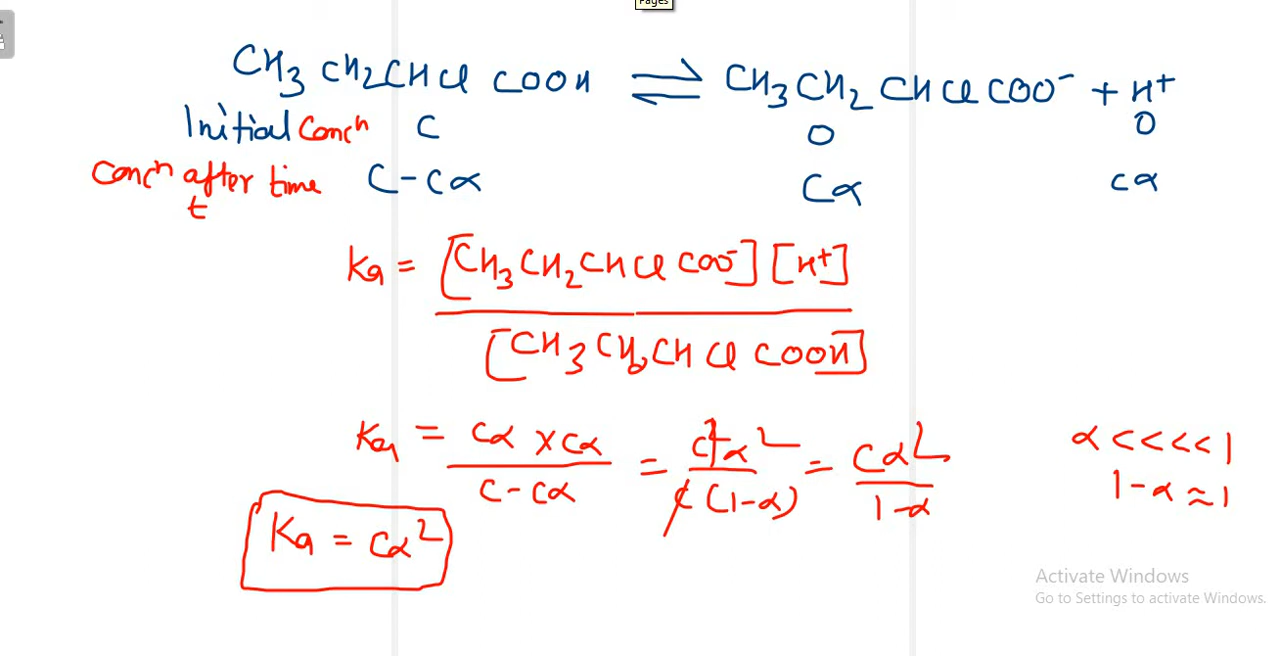 Pages
CH3 CH2CHCl COOH ⇌ CH3CH2 CHClCOO⁻ + H⁺
Initial Concⁿ C 0 0
Concⁿ after time t C-Cα Cα Cα
Ka = [CH3CH2CHClCOO⁻][H⁺] / [CH3CH2CHClCOOH]
Ka = Cα × Cα / C-Cα = C²α² / C(1-α) = Cα² / 1-α
α <<<< 1
1-α ≈ 1
Ka = Cα²
Activate Windows
Go to Settings to activate Windows.